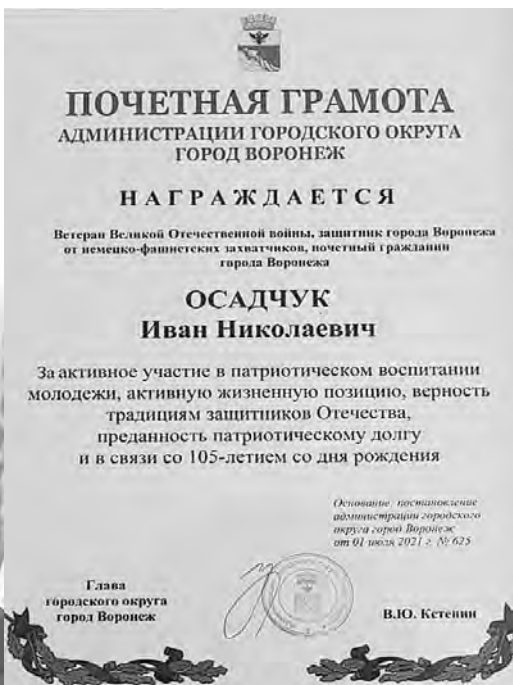 ПОЧЕТНАЯ ГРАМОТА
АДМИНИСТРАЦИИ ГОРОДСКОГО ОКРУГА
ГОРОД ВОРОНЕЖ
НАГРАЖДАЕТСЯ
Ветеран Великой Отечественной войны, защитник города Воронежа
от немецко-фашистских захватчиков, почетный гражданин
города Воронежа
ОСАДЧУК
Иван Николаевич
За активное участие в патриотическом воспитании
молодежи, активную жизненную позицию, верность
традициям защитников Отечества,
преданность патриотическому долгу
и в связи со 105-летием со дня рождения
Основание: постановление
администрации городского
округа город Воронеж
от 01 июля 2021 г. № 625
Глава
городского округа
город Воронеж
В.Ю. Кстенин